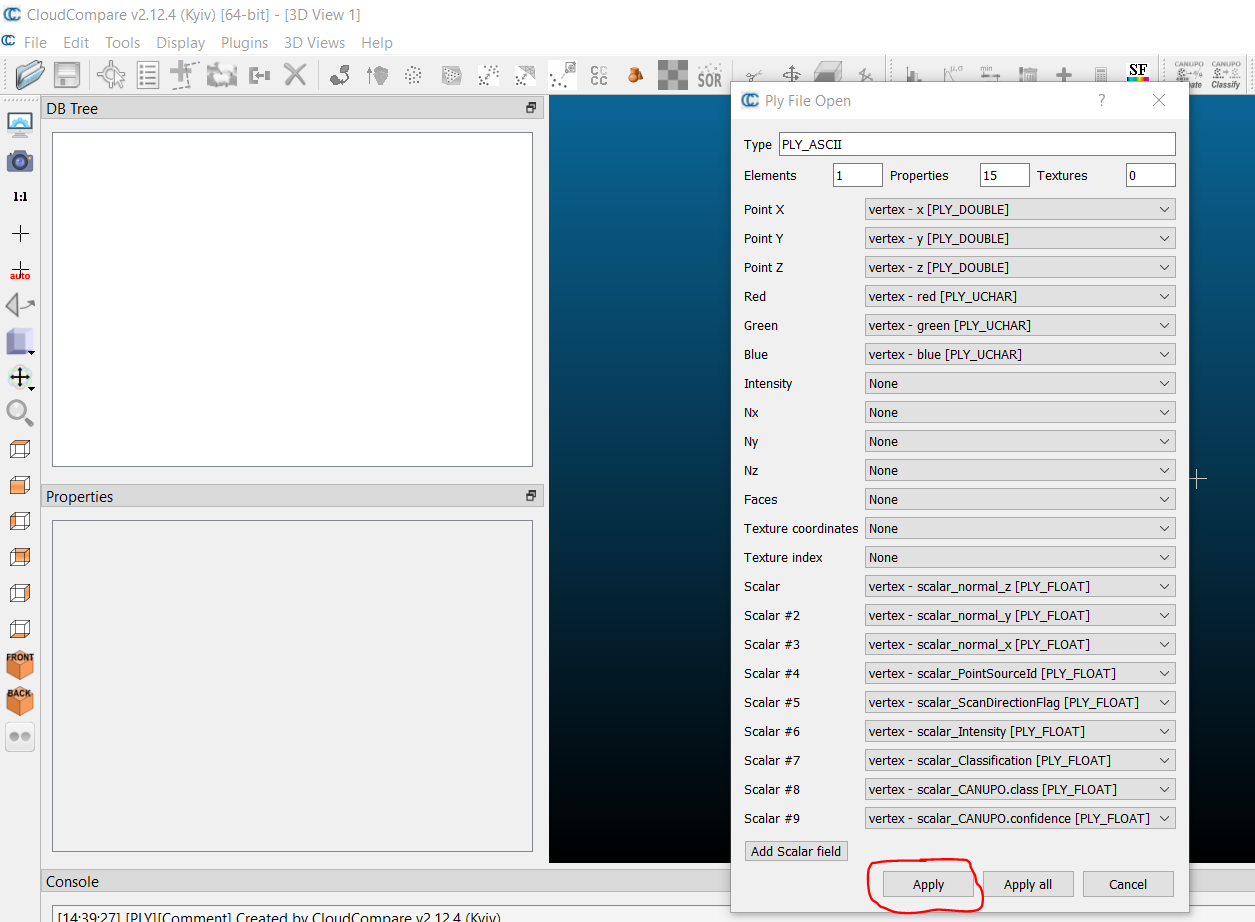 CloudCompare v2.12.4 (Kyiv) [64-bit] - [3D View 1]
File Edit Tools Display Plugins 3D Views Help
SOR
SF
CANUPO
CANUPO
Classify
DB Tree
1:1
auto
Properties
FRONT
BACK
Console
[14:39:27] [PLY][Comment] Created by CloudCompare v2.12.4 (Kyiv)
Ply File Open
Type PLY_ASCII
Elements 1 Properties 15 Textures 0
Point X vertex - x [PLY_DOUBLE]
Point Y vertex - y [PLY_DOUBLE]
Point Z vertex - z [PLY_DOUBLE]
Red vertex - red [PLY_UCHAR]
Green vertex - green [PLY_UCHAR]
Blue vertex - blue [PLY_UCHAR]
Intensity None
Nx None
Ny None
Nz None
Faces None
Texture coordinates None
Texture index None
Scalar vertex - scalar_normal_z [PLY_FLOAT]
Scalar #2 vertex - scalar_normal_y [PLY_FLOAT]
Scalar #3 vertex - scalar_normal_x [PLY_FLOAT]
Scalar #4 vertex - scalar_PointSourceId [PLY_FLOAT]
Scalar #5 vertex - scalar_ScanDirectionFlag [PLY_FLOAT]
Scalar #6 vertex - scalar_Intensity [PLY_FLOAT]
Scalar #7 vertex - scalar_Classification [PLY_FLOAT]
Scalar #8 vertex - scalar_CANUPO.class [PLY_FLOAT]
Scalar #9 vertex - scalar_CANUPO.confidence [PLY_FLOAT]
Add Scalar field
Apply Apply all Cancel